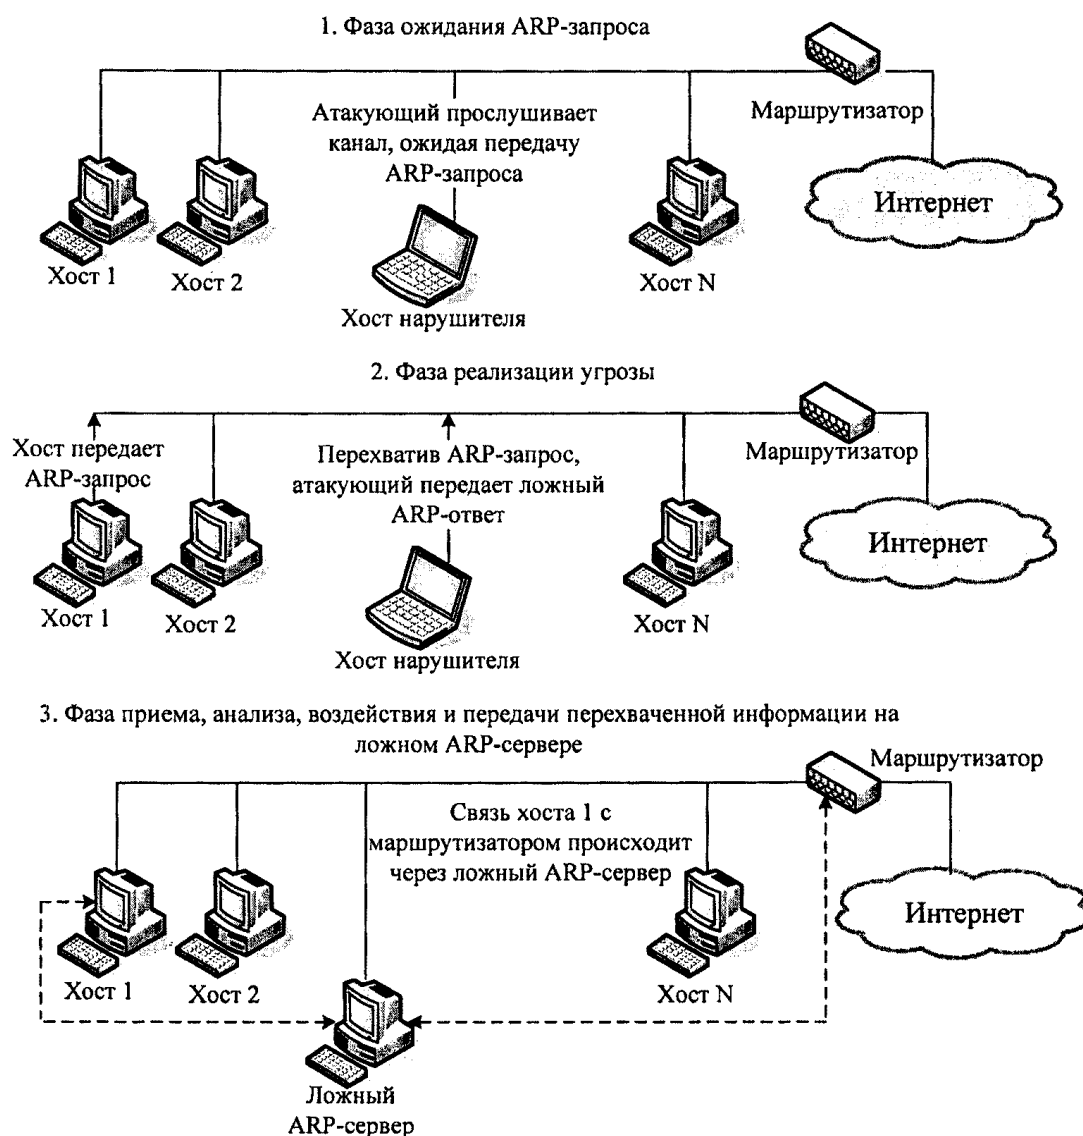 1. Фаза ожидания ARP-запроса
Маршрутизатор
Атакующий прослушивает
канал, ожидая передачу
ARP-запроса
Интернет
Хост 1
Хост 2
Хост N
Хост нарушителя
2. Фаза реализации угрозы
Хост передает
ARP-запрос
Перехватив ARP-запрос,
атакующий передает ложный
ARP-ответ
Маршрутизатор
Интернет
Хост 1
Хост 2
Хост N
Хост нарушителя
3. Фаза приема, анализа, воздействия и передачи перехваченной информации на
ложном ARP-сервере
Маршрутизатор
Связь хоста 1 с
маршрутизатором происходит
через ложный ARP-сервер
Интернет
Хост 1
Хост 2
Хост N
Ложный
ARP-сервер